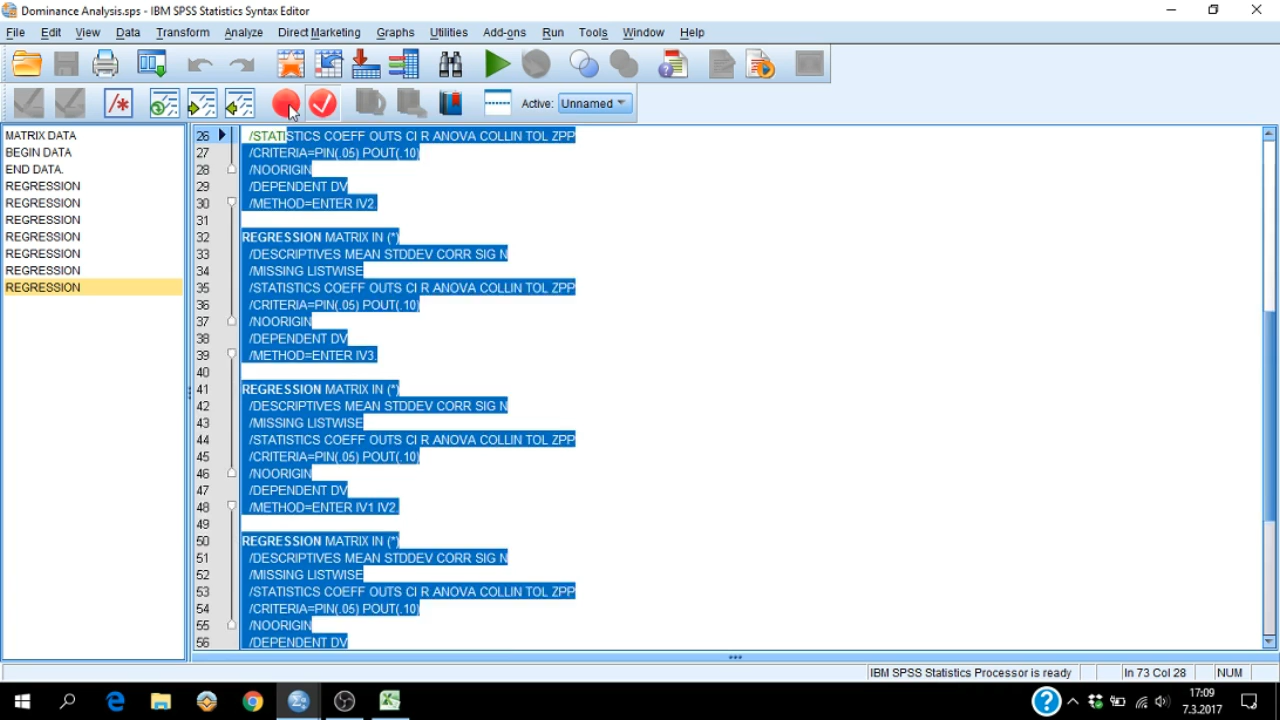 Dominance Analysis.sps - IBM SPSS Statistics Syntax Editor
File Edit View Data Transform Analyze Direct Marketing Graphs Utilities Add-ons Run Tools Window Help
Active: Unnamed
MATRIX DATA
BEGIN DATA
END DATA.
REGRESSION
REGRESSION
REGRESSION
REGRESSION
REGRESSION
REGRESSION
REGRESSION
26 /STATISTICS COEFF OUTS CI R ANOVA COLLIN TOL ZPP
27 /CRITERIA=PIN(.05) POUT(.10)
28 /NOORIGIN
29 /DEPENDENT DV
30 /METHOD=ENTER IV2.
31
32 REGRESSION MATRIX IN (*)
33 /DESCRIPTIVES MEAN STDDEV CORR SIG N
34 /MISSING LISTWISE
35 /STATISTICS COEFF OUTS CI R ANOVA COLLIN TOL ZPP
36 /CRITERIA=PIN(.05) POUT(.10)
37 /NOORIGIN
38 /DEPENDENT DV
39 /METHOD=ENTER IV3.
40
41 REGRESSION MATRIX IN (*)
42 /DESCRIPTIVES MEAN STDDEV CORR SIG N
43 /MISSING LISTWISE
44 /STATISTICS COEFF OUTS CI R ANOVA COLLIN TOL ZPP
45 /CRITERIA=PIN(.05) POUT(.10)
46 /NOORIGIN
47 /DEPENDENT DV
48 /METHOD=ENTER IV1 IV2.
49
50 REGRESSION MATRIX IN (*)
51 /DESCRIPTIVES MEAN STDDEV CORR SIG N
52 /MISSING LISTWISE
53 /STATISTICS COEFF OUTS CI R ANOVA COLLIN TOL ZPP
54 /CRITERIA=PIN(.05) POUT(.10)
55 /NOORIGIN
56 /DEPENDENT DV
IBM SPSS Statistics Processor is ready In 73 Col 28 NUM
17:09
7.3.2017